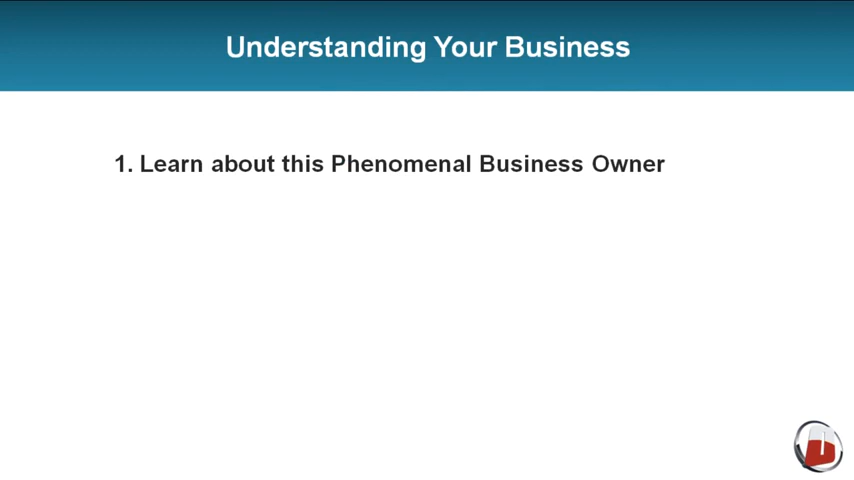 Understanding Your Business
1. Learn about this Phenomenal Business Owner